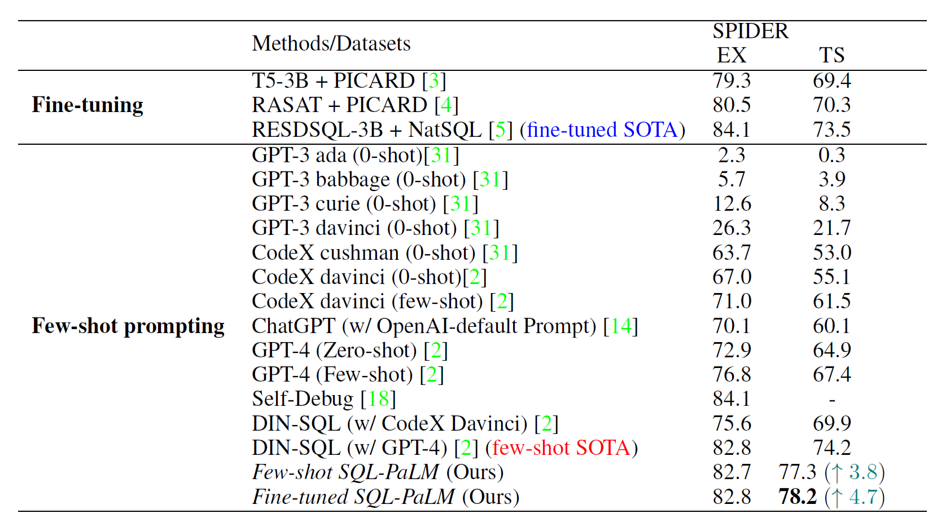 SPIDER
Methods/Datasets
EX TS
T5-3B + PICARD [3] 79.3 69.4
Fine-tuning RASAT + PICARD [4] 80.5 70.3
RESDSQL-3B + NatSQL [5] (fine-tuned SOTA) 84.1 73.5
GPT-3 ada (0-shot)[31] 2.3 0.3
GPT-3 babbage (0-shot) [31] 5.7 3.9
GPT-3 curie (0-shot) [31] 12.6 8.3
GPT-3 davinci (0-shot) [31] 26.3 21.7
CodeX cushman (0-shot) [31] 63.7 53.0
CodeX davinci (0-shot)[2] 67.0 55.1
CodeX davinci (few-shot) [2] 71.0 61.5
Few-shot prompting ChatGPT (w/ OpenAI-default Prompt) [14] 70.1 60.1
GPT-4 (Zero-shot) [2] 72.9 64.9
GPT-4 (Few-shot) [2] 76.8 67.4
Self-Debug [18] 84.1 -
DIN-SQL (w/ CodeX Davinci) [2] 75.6 69.9
DIN-SQL (w/ GPT-4) [2] (few-shot SOTA) 82.8 74.2
Few-shot SQL-PaLM (Ours) 82.7 77.3 (↑ 3.8)
Fine-tuned SQL-PaLM (Ours) 82.8 78.2 (↑ 4.7)